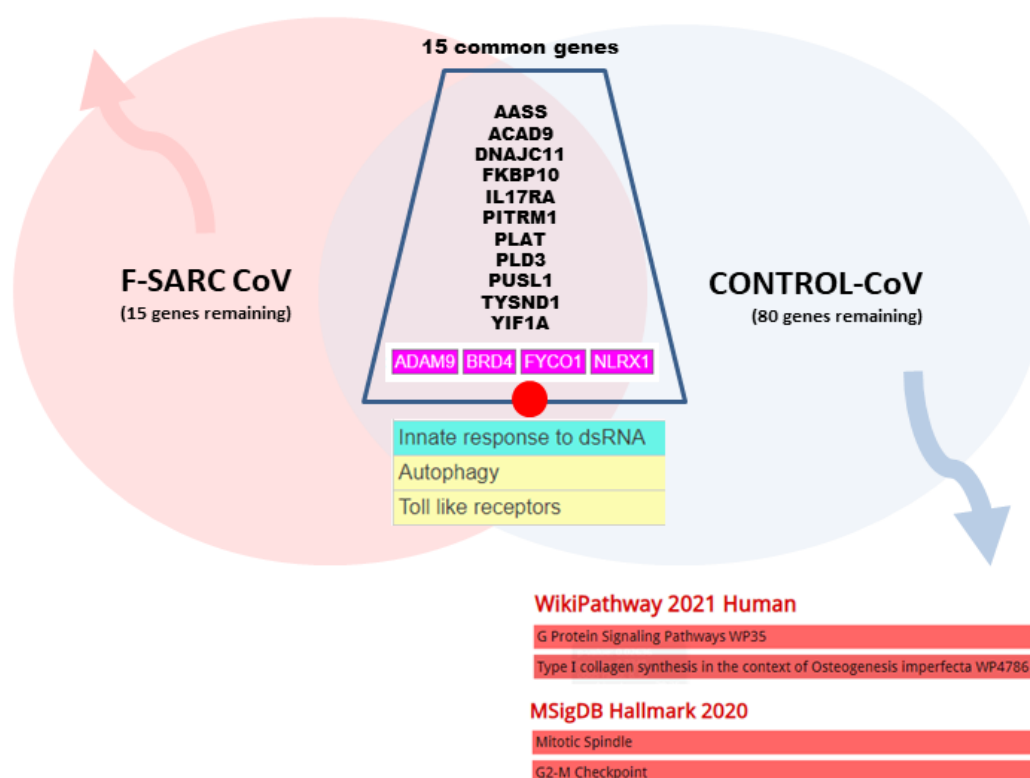 15 common genes
AASS
ACAD9
DNAJC11
FKBP10
IL17RA
PITRM1
PLAT
PLD3
PUSL1
TYSND1
YIF1A
F-SARC CoV
(15 genes remaining)
CONTROL-CoV
(80 genes remaining)
ADAM9 BRD4 FYCO1 NLRX1
Innate response to dsRNA
Autophagy
Toll like receptors
WikiPathway 2021 Human
G Protein Signaling Pathways WP35
Type I collagen synthesis in the context of Osteogenesis imperfecta WP4786
MSigDB Hallmark 2020
Mitotic Spindle
G2-M Checkpoint